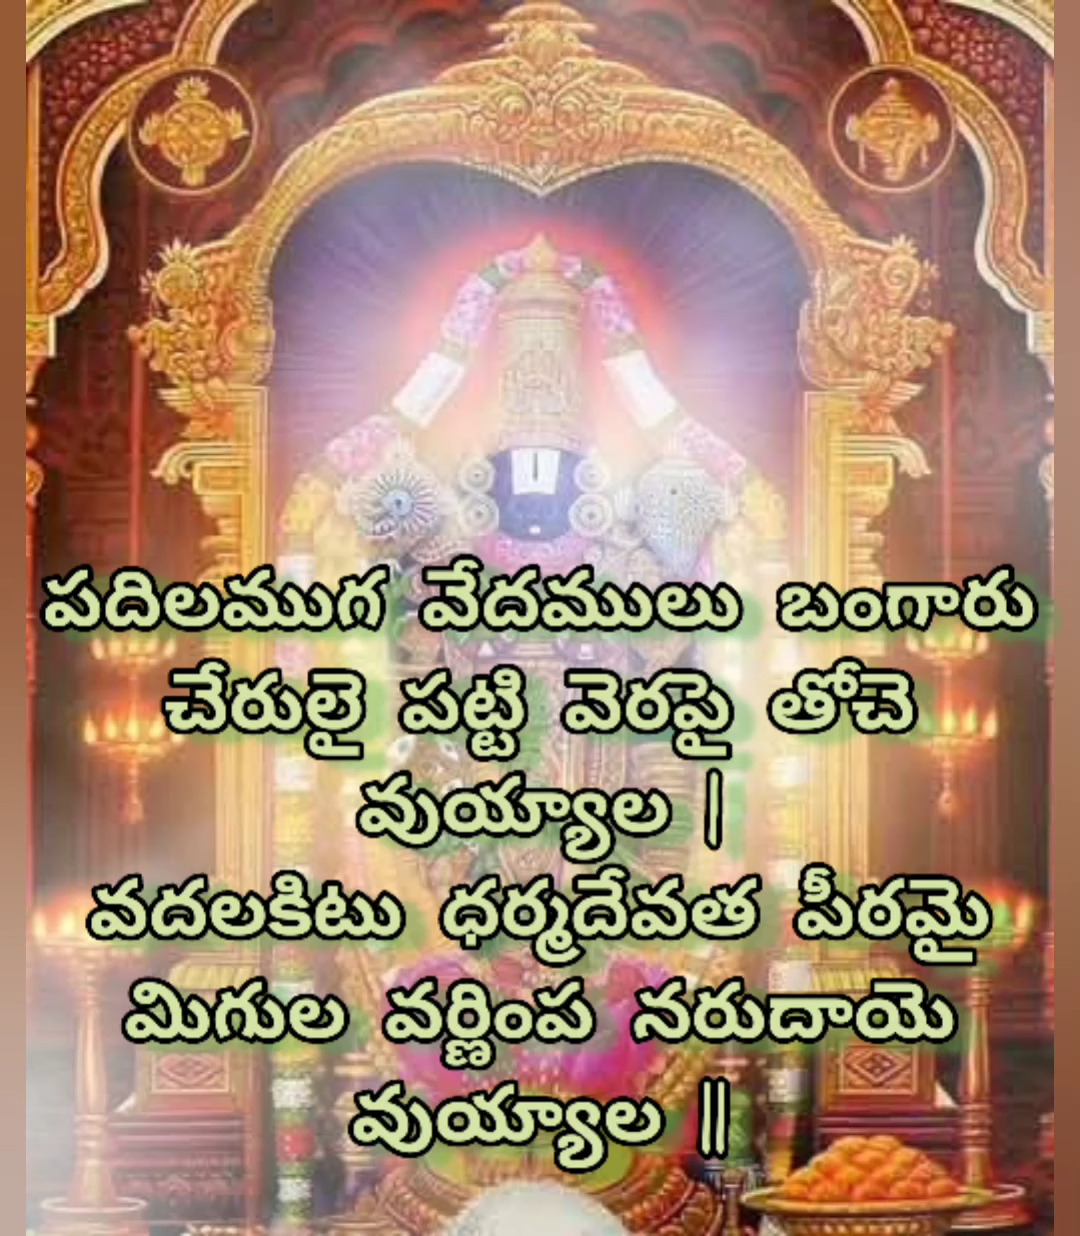 పదిలముగ వేదములు బంగారు
చేరులై పట్టి వెరపై తోచె
వుయ్యాల |
వదలకిటు ధర్మదేవత పీఠమై
మిగుల వర్ణింప నరుదాయె
వుయ్యాల ||